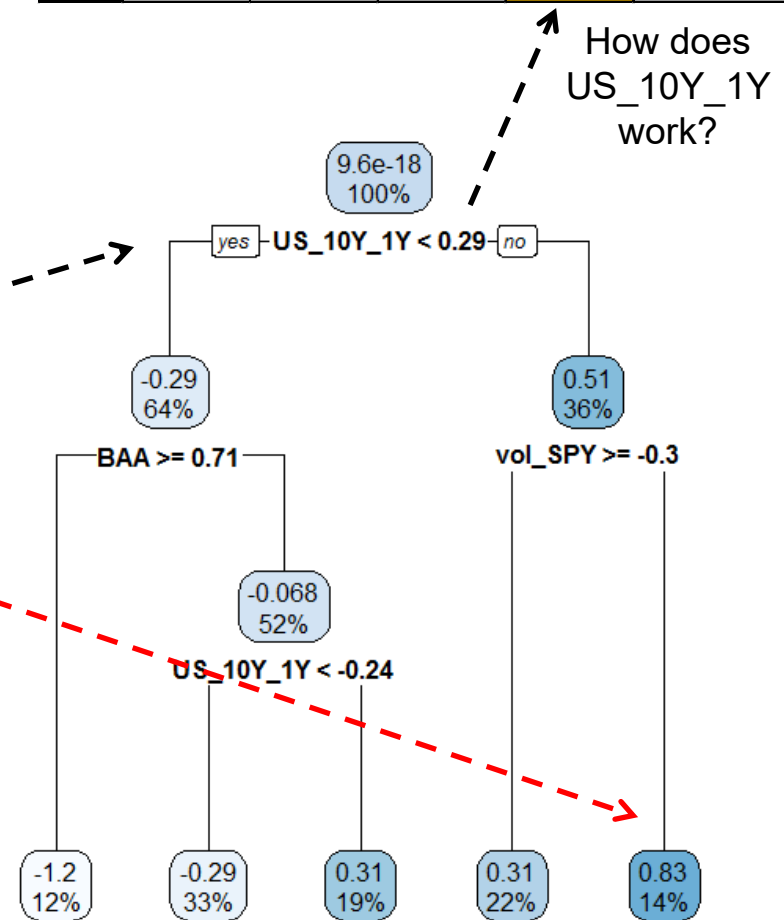 How does
US_10Y_1Y
work?
9.6e-18
100%
yes US_10Y_1Y < 0.29 no
-0.29
64%
0.51
36%
BAA >= 0.71
vol_SPY >= -0.3
-0.068
52%
US_10Y_1Y < -0.24
-1.2
12%
-0.29
33%
0.31
19%
0.31
22%
0.83
14%